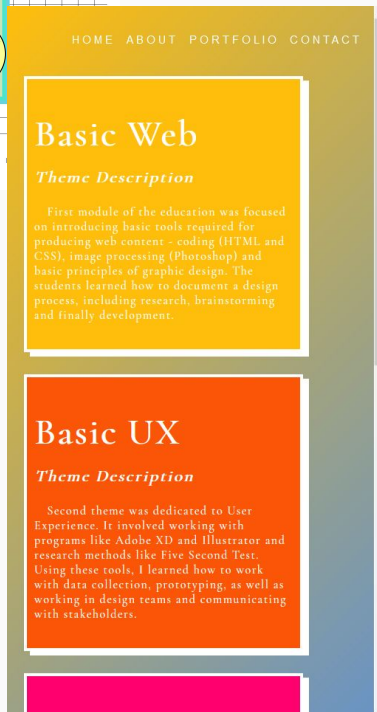 HOME ABOUT PORTFOLIO CONTACT
Basic Web
Theme Description
First module of the education was focused
on introducing basic tools required for
producing web content - coding (HTML and
CSS), image processing (Photoshop) and
basic principles of graphic design. The
students learned how to document a design
process, including research, brainstorming
and finally development.
Basic UX
Theme Description
Second theme was dedicated to User
Experience. It involved working with
programs like Adobe XD and Illustrator and
research methods like Five Second Test.
Using these tools, I learned how to work
with data collection, prototyping, as well as
working in design teams and communicating
with stakeholders.